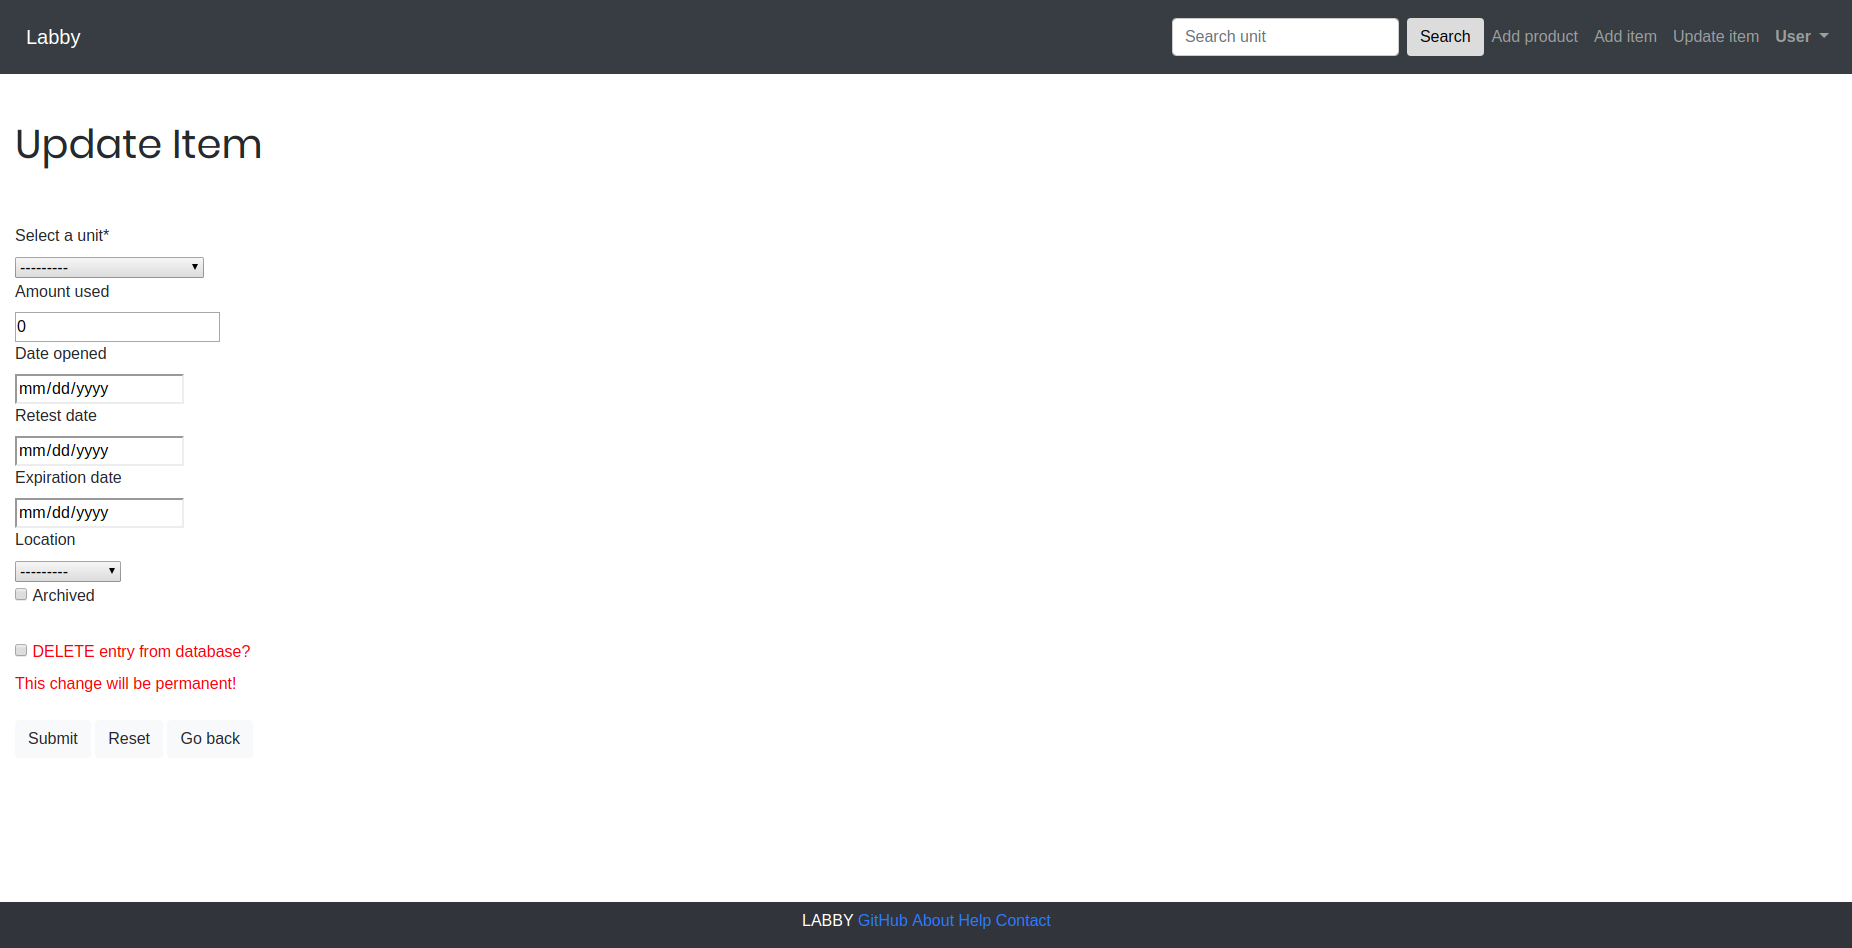 Labby
Search unit Search Add product Add item Update item User
Update Item
Select a unit*
---------
Amount used
0
Date opened
mm/dd/yyyy
Retest date
mm/dd/yyyy
Expiration date
mm/dd/yyyy
Location
---------
Archived
DELETE entry from database?
This change will be permanent!
Submit Reset Go back
LABBY GitHub About Help Contact